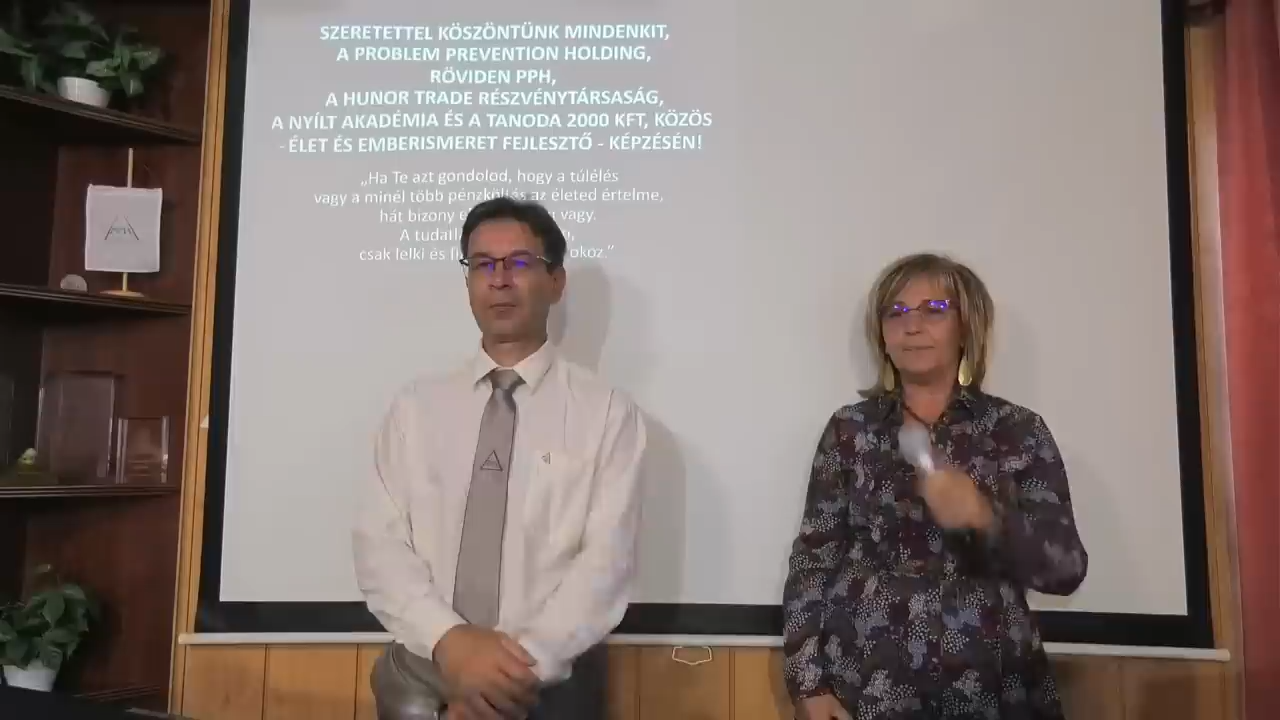 SZERETETTEL KÖSZÖNTÜNK MINDENKIT,
A PROBLEM PREVENTION HOLDING,
RÖVIDEN PPH,
A HUNOR TRADE RÉSZVÉNYTÁRSASÁG,
A NYÍLT AKADÉMIA ÉS A TANODA 2000 KFT, KÖZÖS
- ÉLET ÉS EMBERISMERET FEJLESZTŐ - KÉPZÉSÉN!
„Ha Te azt gondolod, hogy a túlélés
vagy a minél több pénzköltés az életed értelme,
hát bizony vagy.
A
csak lelki és okoz.”